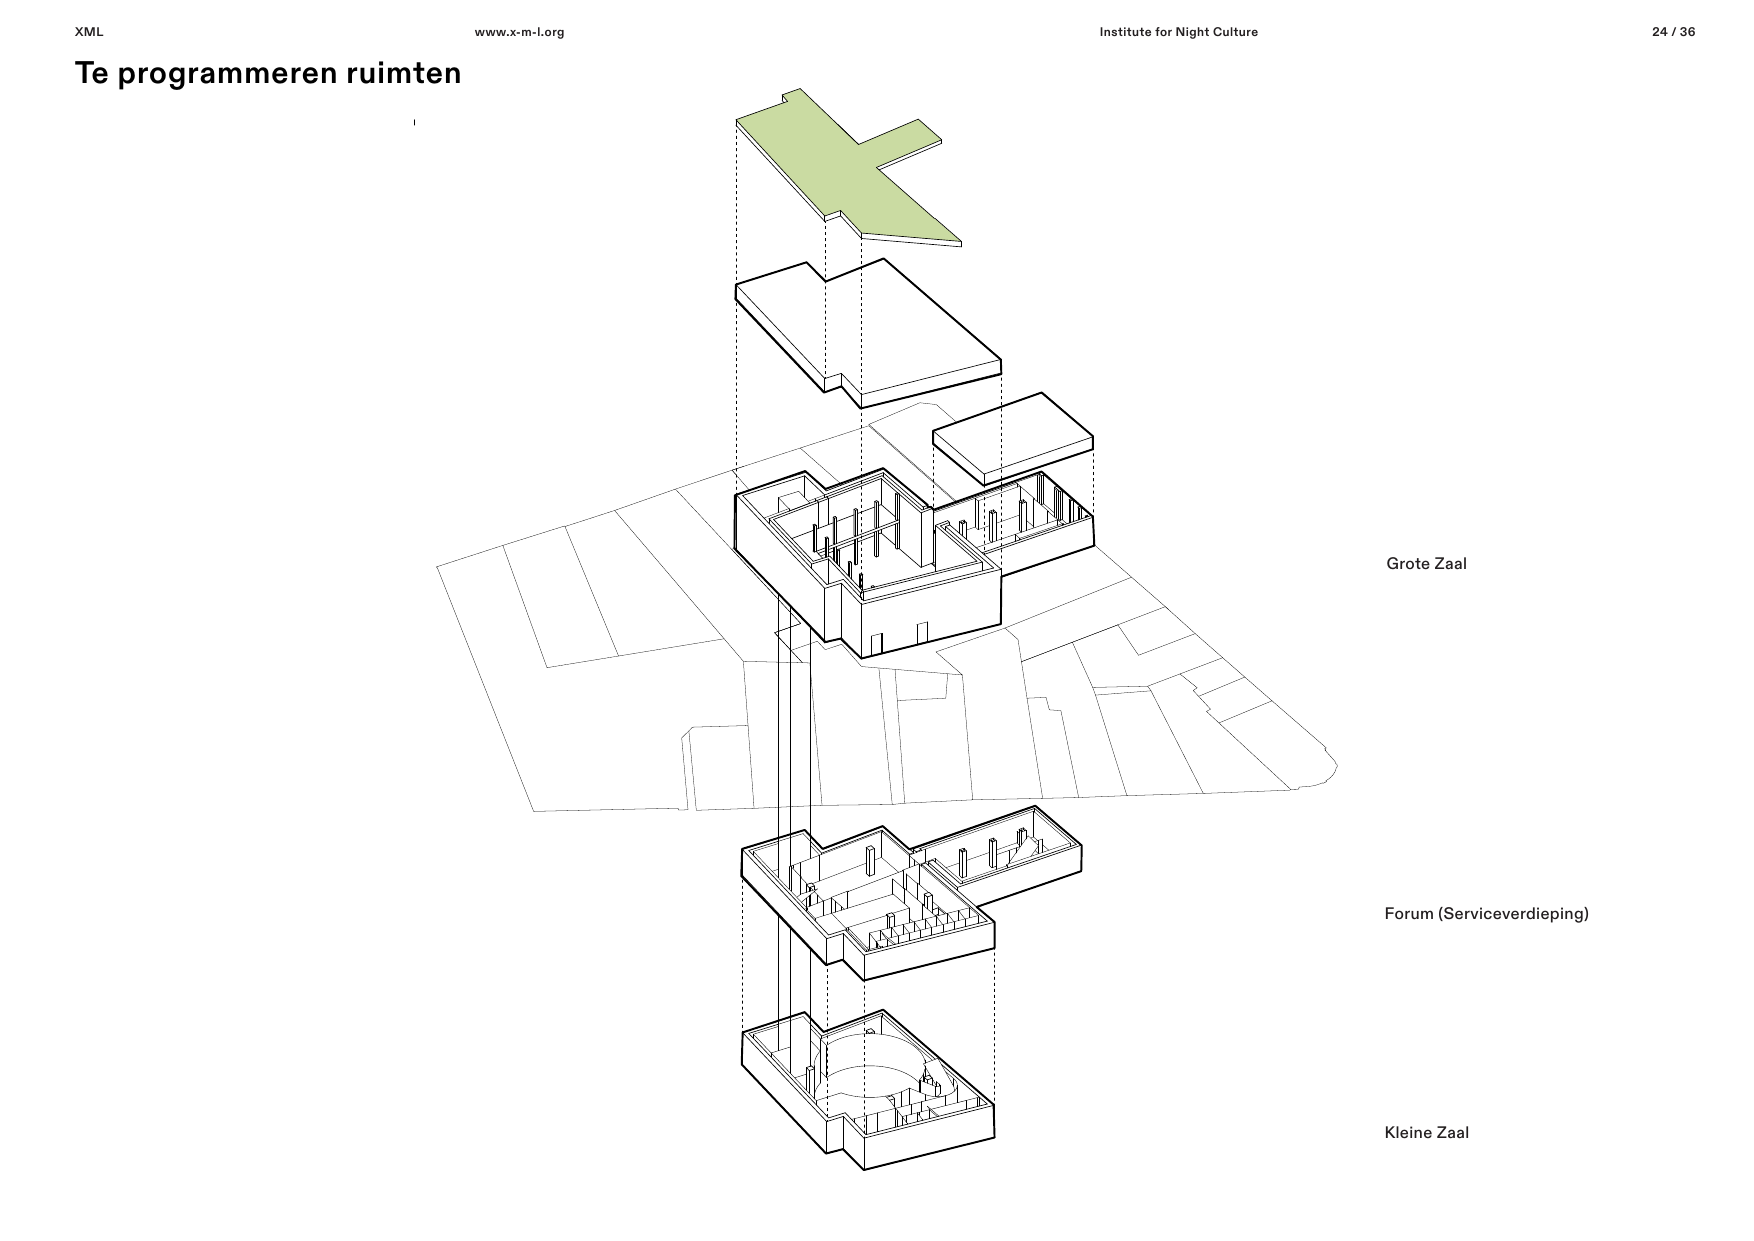 XML
www.x-m-l.org
Institute for Night Culture
24 / 36
Te programmeren ruimten
Grote Zaal
Forum (Serviceverdieping)
Kleine Zaal